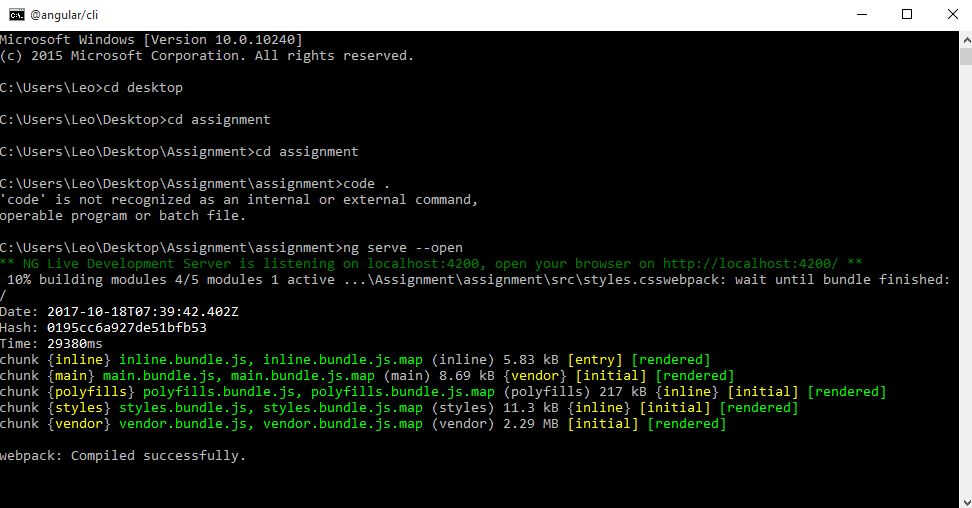 @angular/cli
Microsoft Windows [Version 10.0.10240]
(c) 2015 Microsoft Corporation. All rights reserved.
C:\Users\Leo>cd desktop
C:\Users\Leo\Desktop>cd assignment
C:\Users\Leo\Desktop\Assignment>cd assignment
C:\Users\Leo\Desktop\Assignment\assignment>code .
'code' is not recognized as an internal or external command,
operable program or batch file.
C:\Users\Leo\Desktop\Assignment\assignment>ng serve --open
** NG Live Development Server is listening on localhost:4200, open your browser on http://localhost:4200/ **
10% building modules 4/5 modules 1 active ...\Assignment\assignment\src\styles.csswebpack: wait until bundle finished:
/
Date: 2017-10-18T07:39:42.402Z
Hash: 0195cc6a927de51bfb53
Time: 29380ms
chunk {inline} inline.bundle.js, inline.bundle.js.map (inline) 5.83 kB [entry] [rendered]
chunk {main} main.bundle.js, main.bundle.js.map (main) 8.69 kB {vendor} [initial] [rendered]
chunk {polyfills} polyfills.bundle.js, polyfills.bundle.js.map (polyfills) 217 kB {inline} [initial] [rendered]
chunk {styles} styles.bundle.js, styles.bundle.js.map (styles) 11.3 kB {inline} [initial] [rendered]
chunk {vendor} vendor.bundle.js, vendor.bundle.js.map (vendor) 2.29 MB [initial] [rendered]
webpack: Compiled successfully.